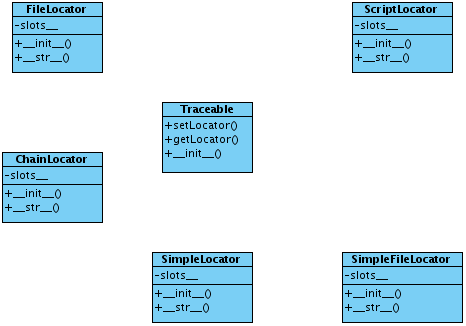 FileLocator
-slots__
+__init__()
+__str__()
ScriptLocator
-slots__
+__init__()
+__str__()
Traceable
+setLocator()
+getLocator()
+__init__()
ChainLocator
-slots__
+__init__()
+__str__()
SimpleLocator
-slots__
+__init__()
+__str__()
SimpleFileLocator
-slots__
+__init__()
+__str__()